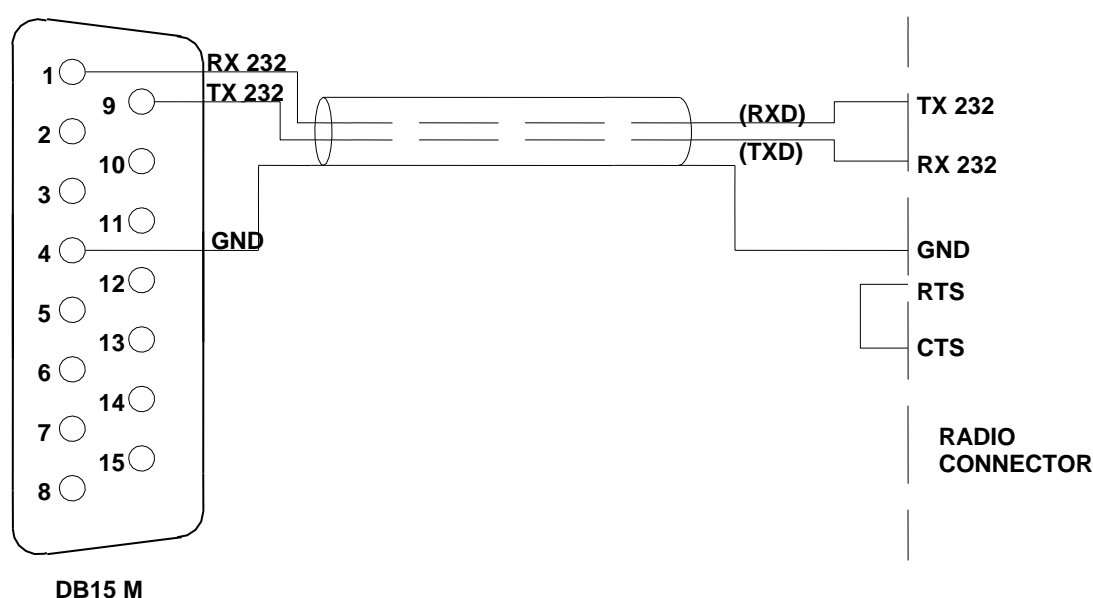 1
RX 232
9
TX 232
2
10
3
11
4
GND
12
5
13
6
14
7
15
8
DB15 M
(RXD)
(TXD)
TX 232
RX 232
GND
RTS
CTS
RADIO
CONNECTOR